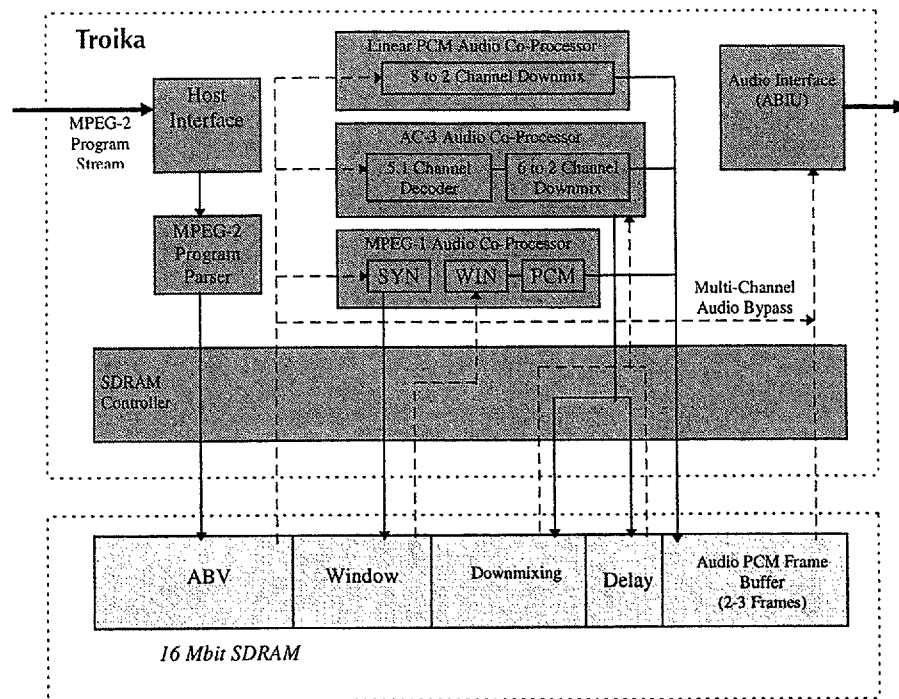 Troika
Linear PCM Audio Co-Processor
8 to 2 Channel Downmix
Host
Interface
Audio Interface
(ABIU)
MPEG-2
Program
Stream
AC-3 Audio Co-Processor
5.1 Channel
Decoder
6 to 2 Channel
Downmix
MPEG-2
Program
Parser
MPEG-1 Audio Co-Processor
SYN
WIN
PCM
Multi-Channel
Audio Bypass
SDRAM
Controller
ABV
Window
Downmixing
Delay
Audio PCM Frame
Buffer
(2-3 Frames)
16 Mbit SDRAM